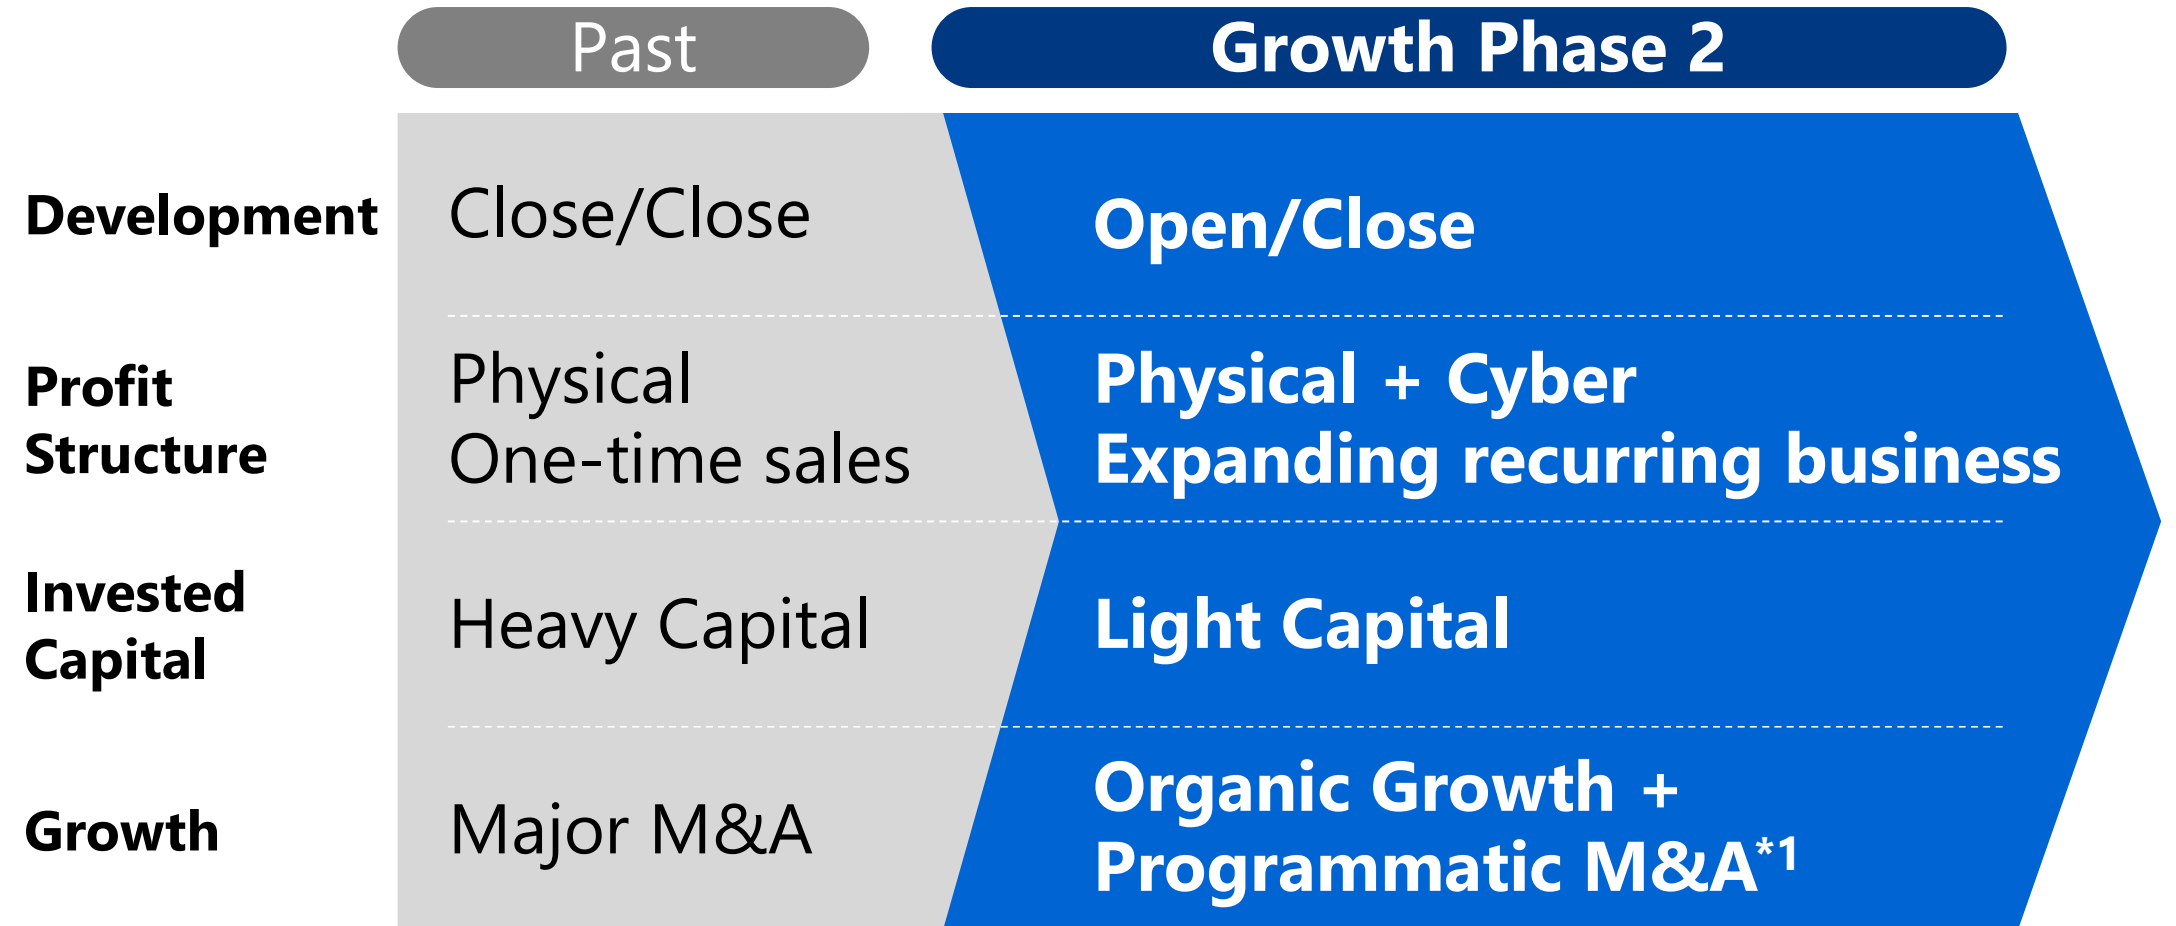 Past
Growth Phase 2
Development
Close/Close
Open/Close
Profit
Structure
Physical
One-time sales
Physical + Cyber
Expanding recurring business
Invested
Capital
Heavy Capital
Light Capital
Growth
Major M&A
Organic Growth +
Programmatic M&A*1